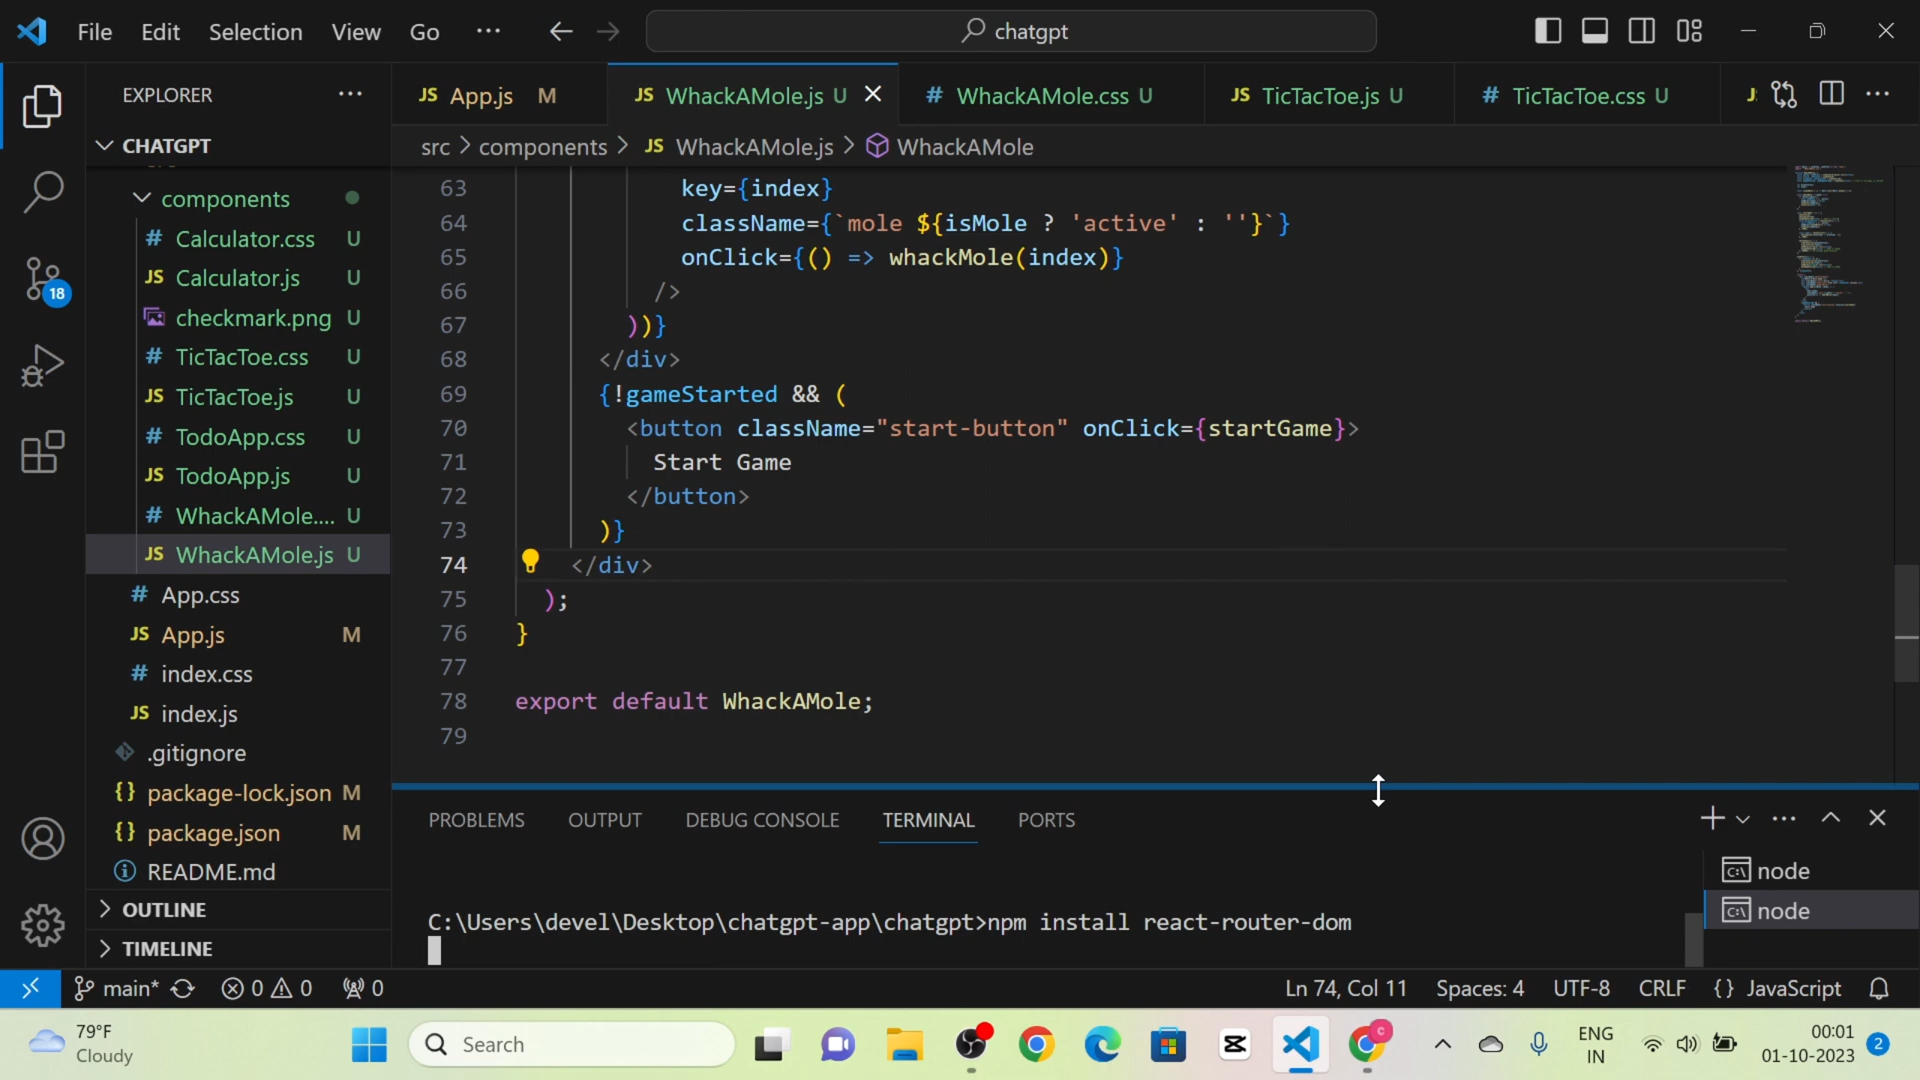 File Edit Selection View Go ··· chatgpt
EXPLORER ···
JS App.js M
JS WhackAMole.js U
# WhackAMole.css U
JS TicTacToe.js U
# TicTacToe.css U
CHATGPT
src > components > JS WhackAMole.js > WhackAMole
components
# Calculator.css U
JS Calculator.js U
checkmark.png U
# TicTacToe.css U
JS TicTacToe.js U
# TodoApp.css U
JS TodoApp.js U
# WhackAMole.... U
JS WhackAMole.js U
# App.css
JS App.js M
# index.css
JS index.js
.gitignore
{} package-lock.json M
{} package.json M
README.md
OUTLINE
TIMELINE
18
63 key={index}
64 className={`mole ${isMole ? 'active' : ''}`}
65 onClick={() => whackMole(index)}
66 />
67 ))}
68 </div>
69 {!gameStarted && (
70 <button className="start-button" onClick={startGame}>
71 Start Game
72 </button>
73 )}
74 </div>
75 );
76 }
77
78 export default WhackAMole;
79
PROBLEMS OUTPUT DEBUG CONSOLE TERMINAL PORTS
C:\Users\devel\Desktop\chatgpt-app\chatgpt>npm install react-router-dom
node
node
main* 0 0 0 Ln 74, Col 11 Spaces: 4 UTF-8 CRLF {} JavaScript
79°F
Cloudy
Search
ENG
IN
00:01
01-10-2023
2